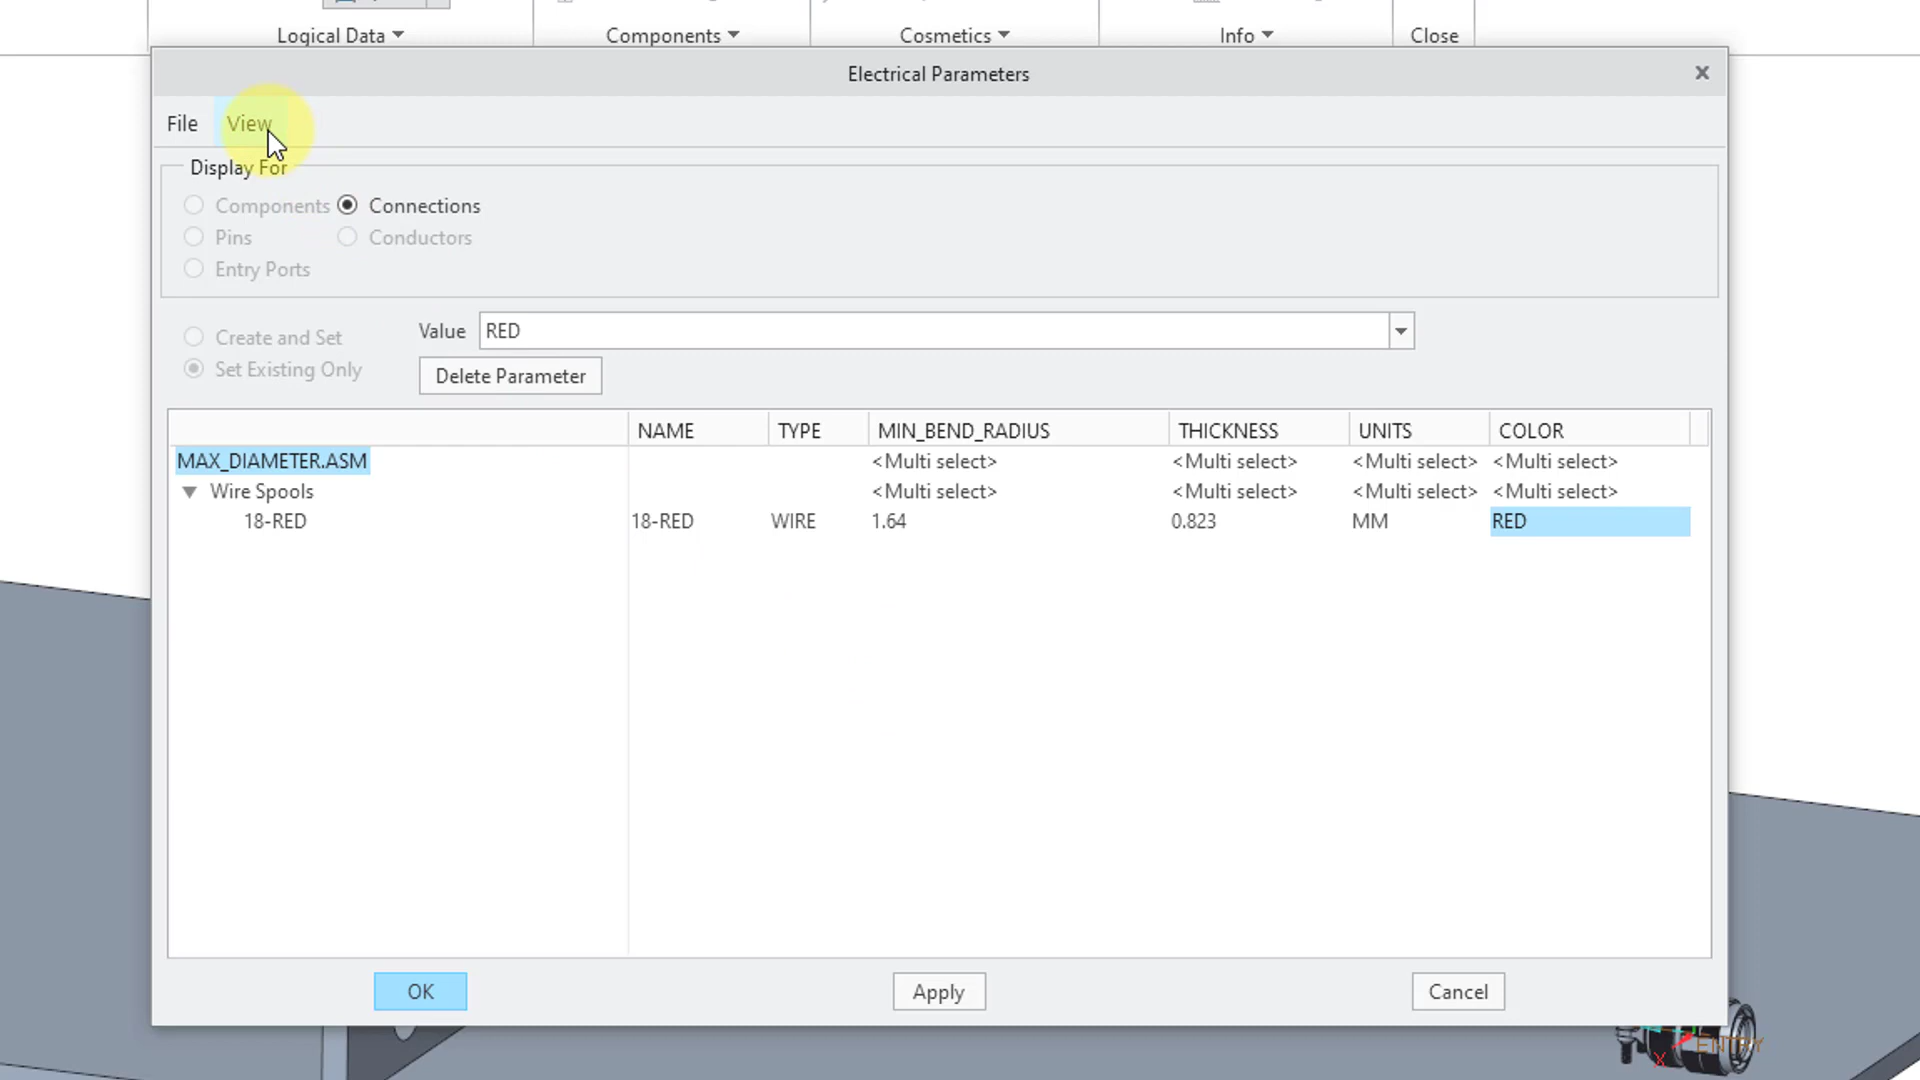 Logical Data Components Cosmetics Info Close
Electrical Parameters
File View
Display For
Components Connections
Pins Conductors
Entry Ports
Create and Set Value RED
Set Existing Only Delete Parameter
NAME TYPE MIN_BEND_RADIUS THICKNESS UNITS COLOR
MAX_DIAMETER.ASM <Multi select> <Multi select> <Multi select> <Multi select>
Wire Spools <Multi select> <Multi select> <Multi select> <Multi select>
18-RED 18-RED WIRE 1.64 0.823 MM RED
OK Apply Cancel
ENTRY
X